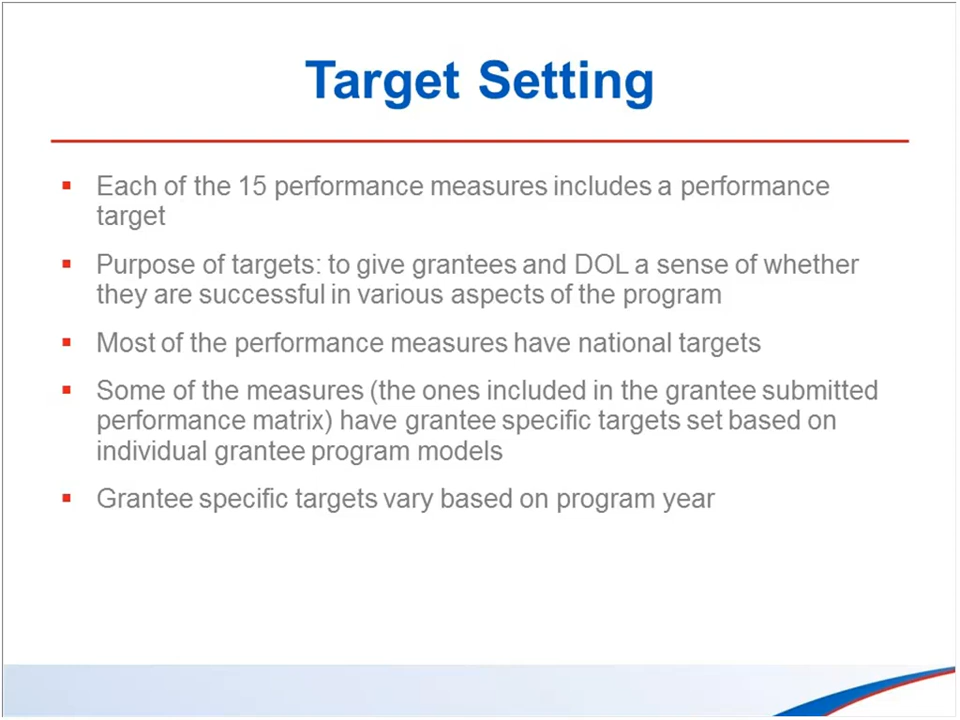 Target Setting
Each of the 15 performance measures includes a performance
target
Purpose of targets: to give grantees and DOL a sense of whether
they are successful in various aspects of the program
Most of the performance measures have national targets
Some of the measures (the ones included in the grantee submitted
performance matrix) have grantee specific targets set based on
individual grantee program models
Grantee specific targets vary based on program year